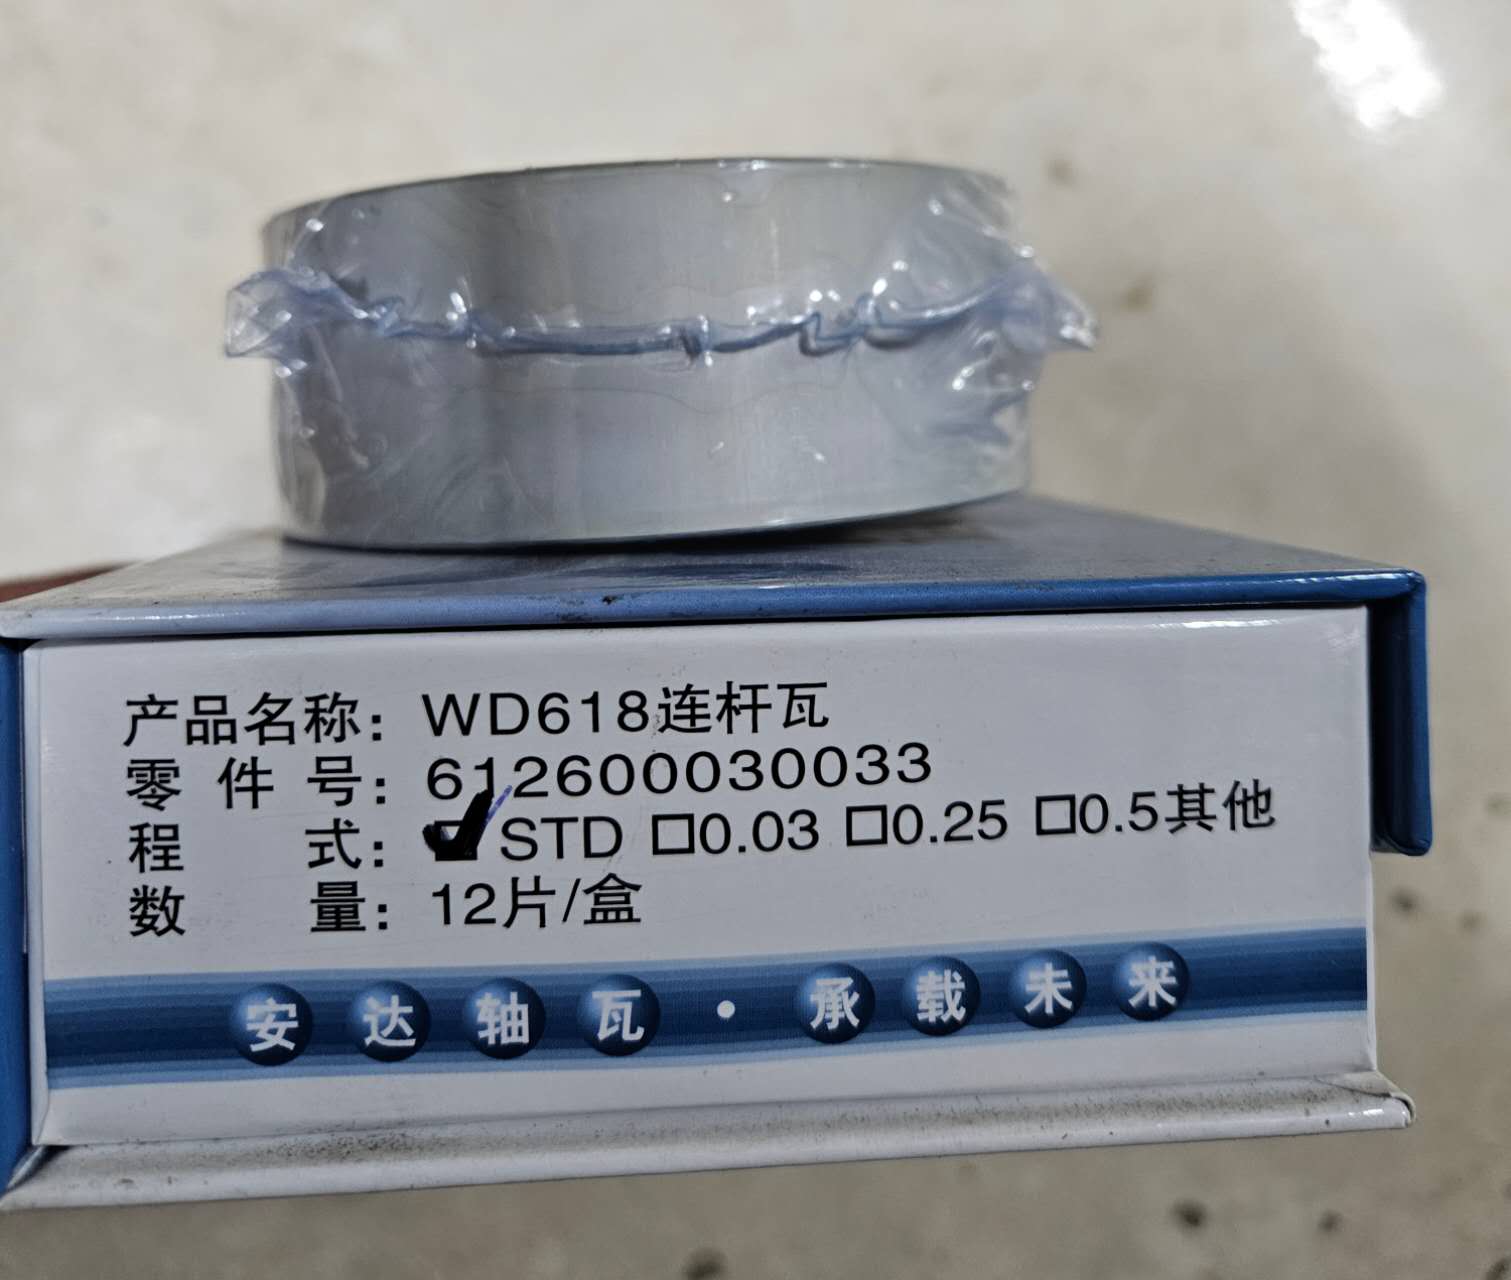 产品名称：WD618连杆瓦
零件号：612600030033
程式：☑STD □0.03 □0.25 □0.5其他
数量：12片/盒
安达轴瓦·承载未来